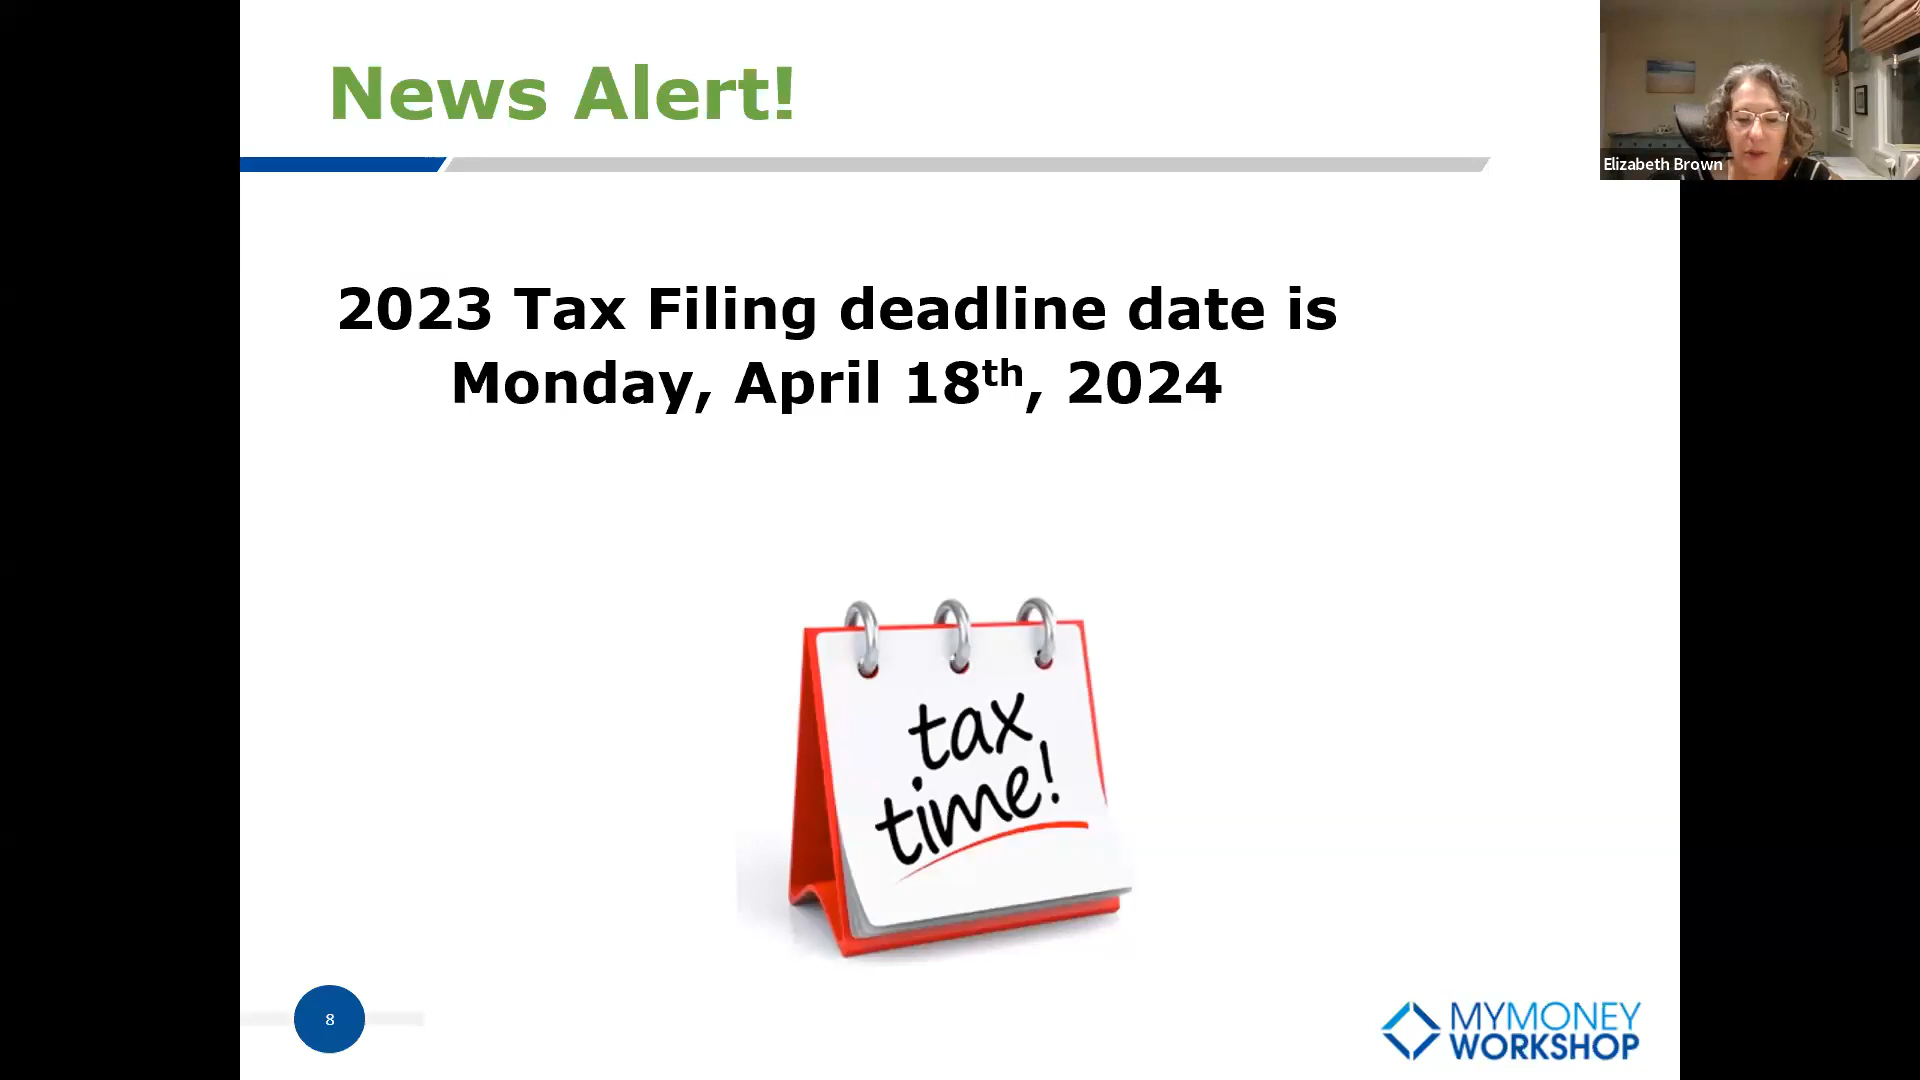 News Alert!
Elizabeth Brown
2023 Tax Filing deadline date is
Monday, April 18th, 2024
tax
time!
8
MYMONEY
WORKSHOP